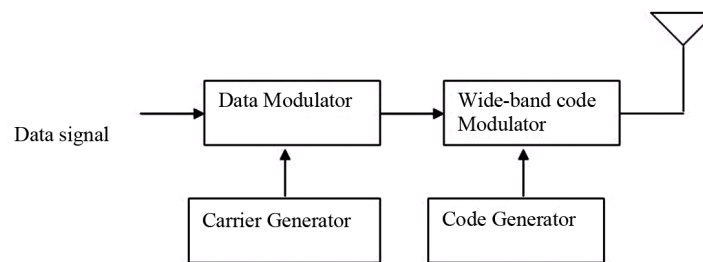 Data signal
Data Modulator
Wide-band code
Modulator
Carrier Generator
Code Generator